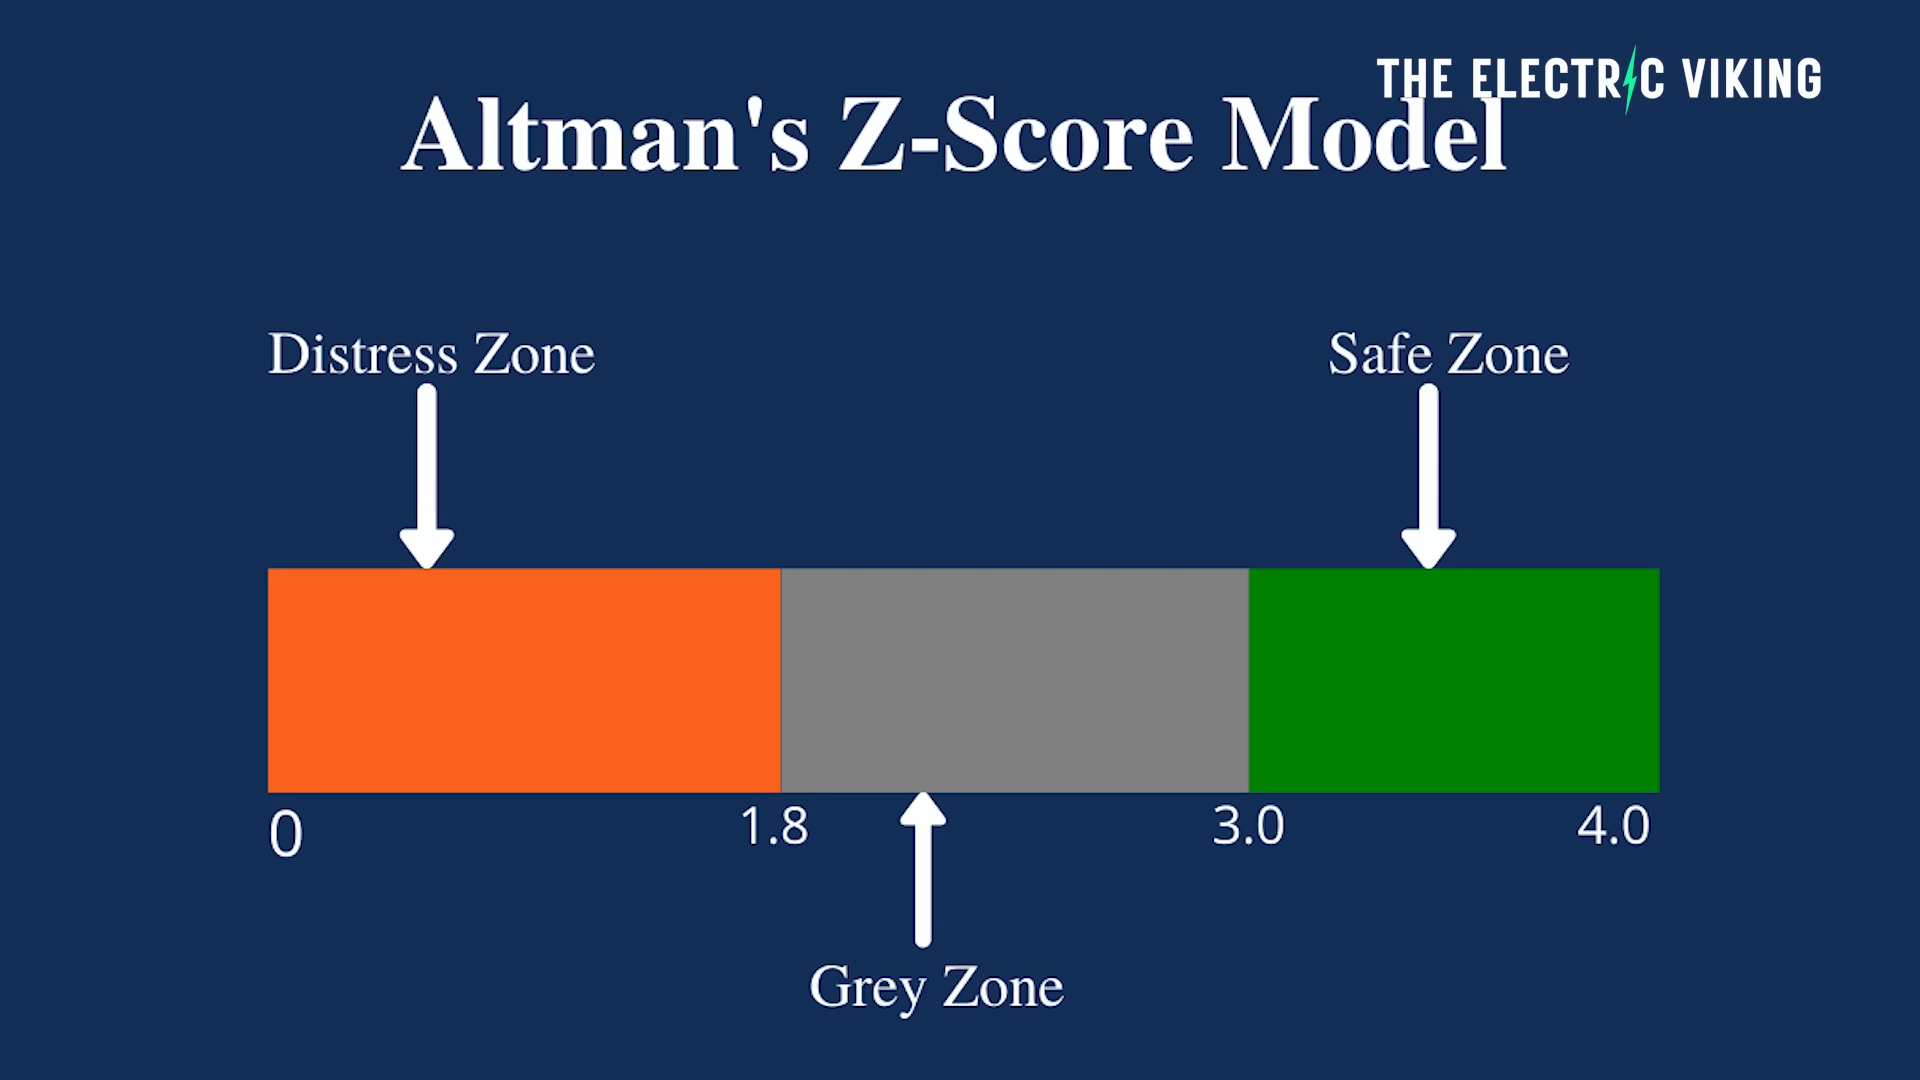 THE ELECTRIC VIKING
Altman's Z-Score Model
Distress Zone
Safe Zone
0
1.8
3.0
4.0
Grey Zone